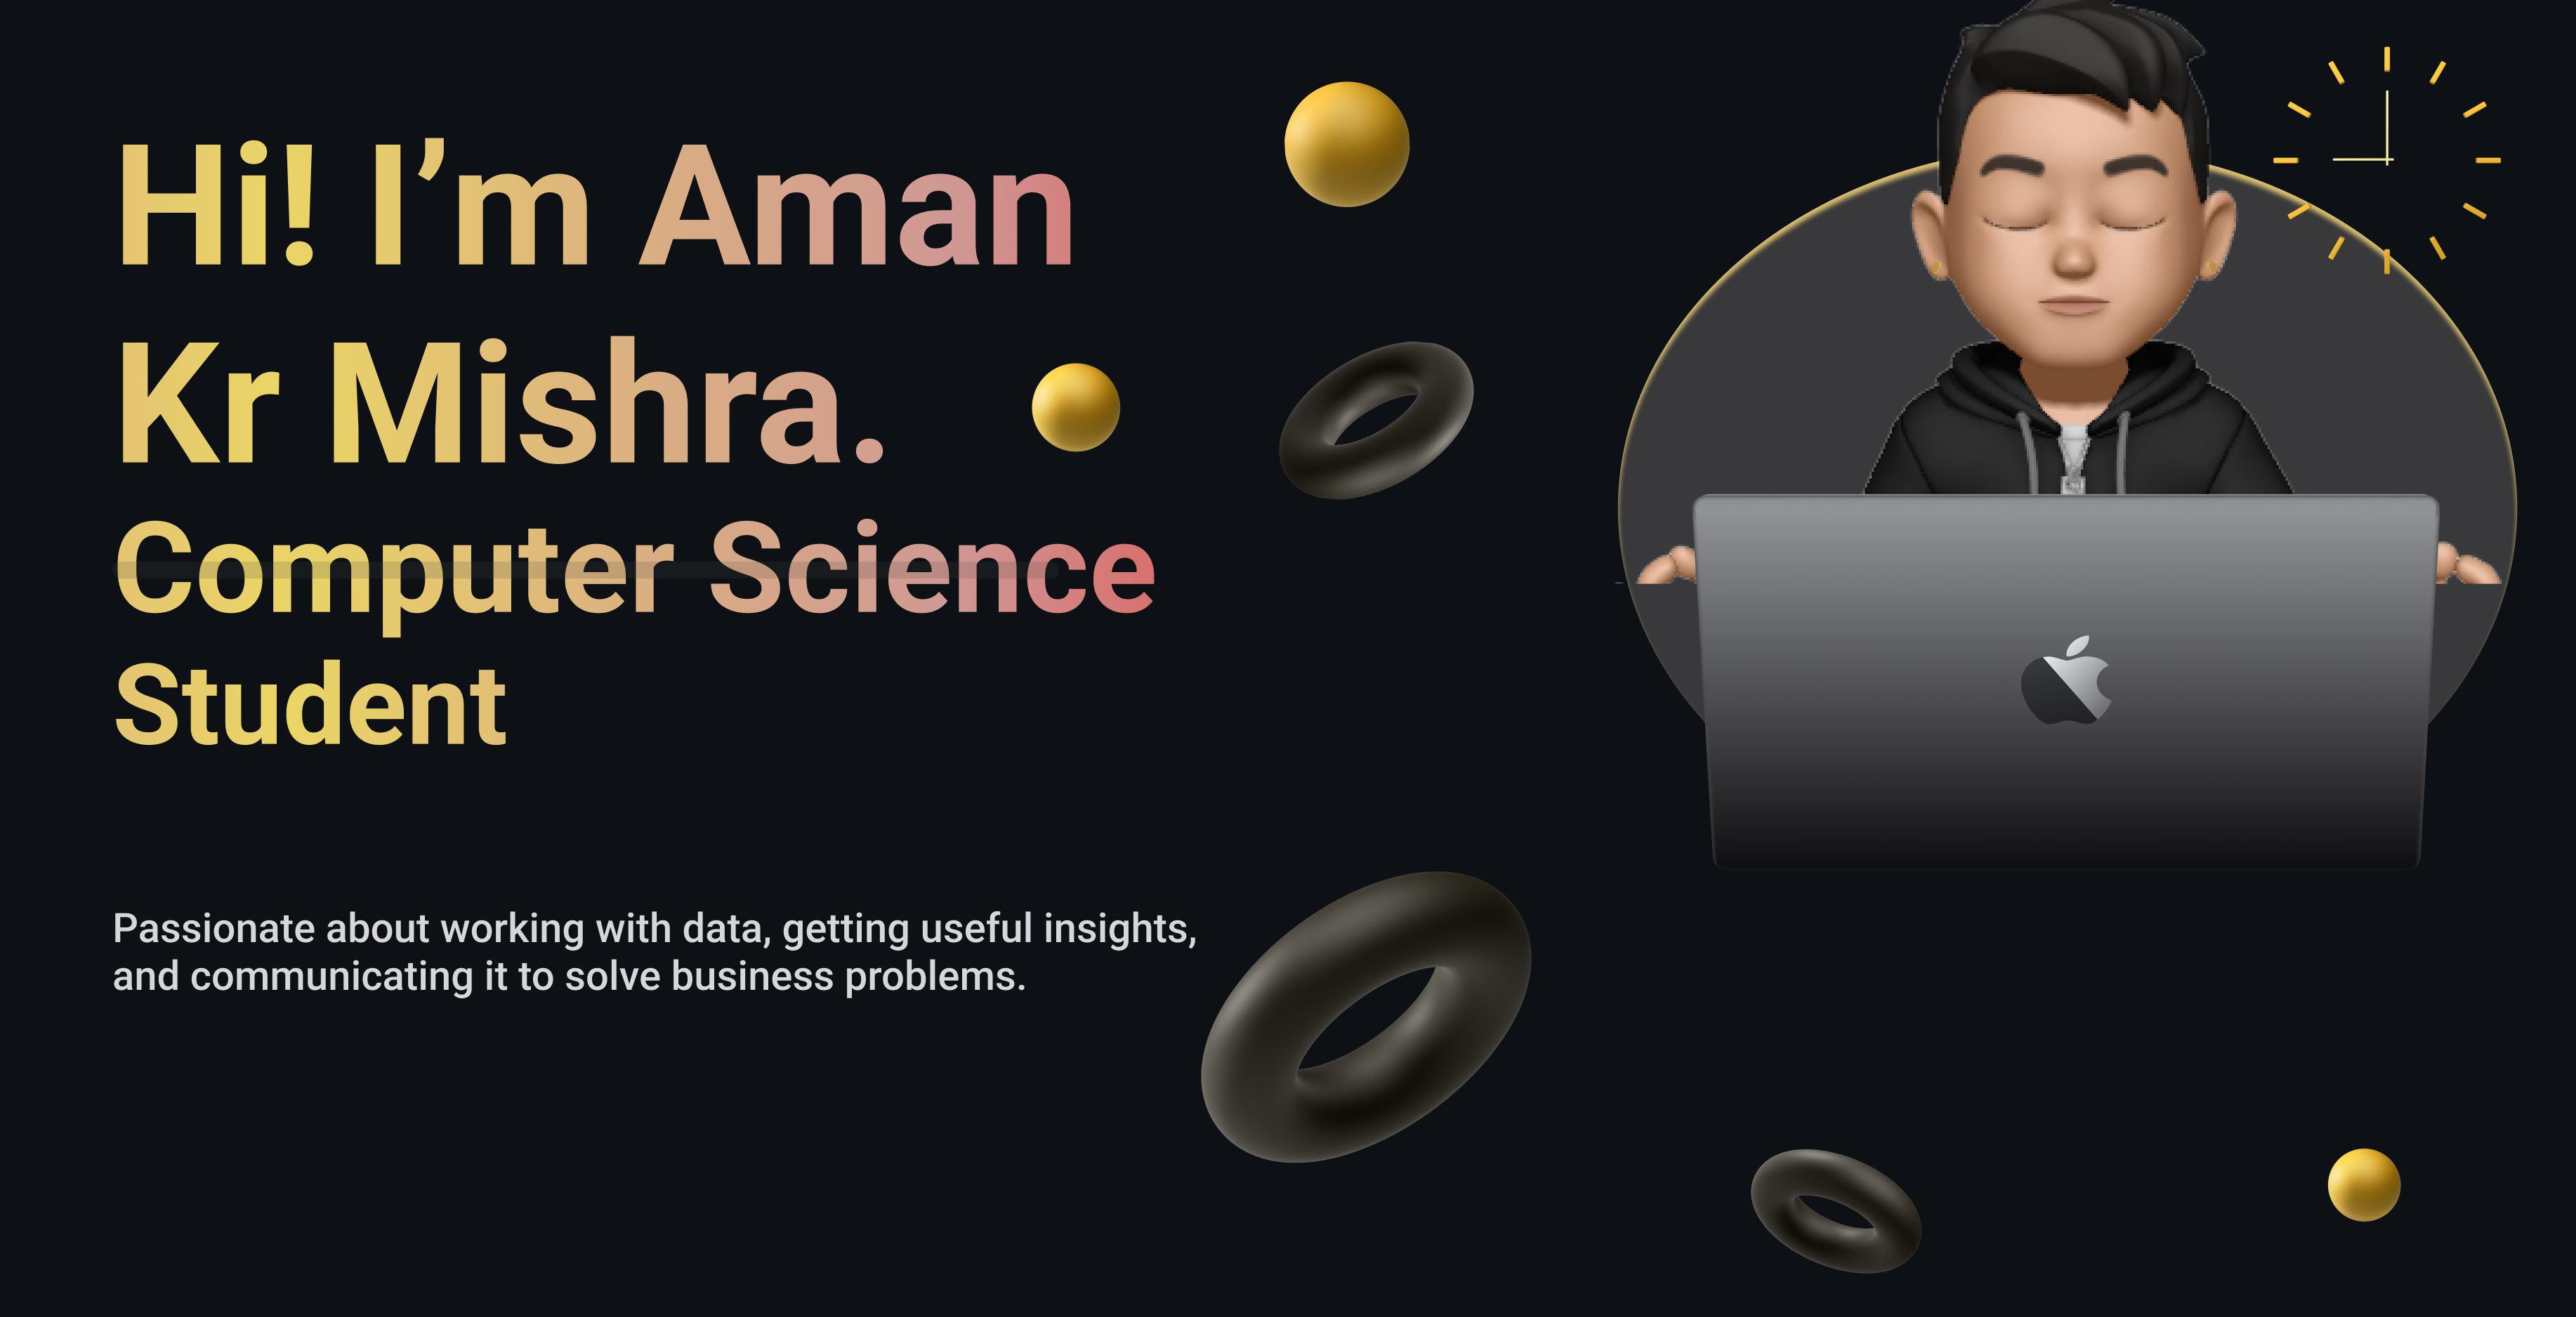 Hi! I’m Aman
Kr Mishra.
Computer Science
Student
Passionate about working with data, getting useful insights,
and communicating it to solve business problems.